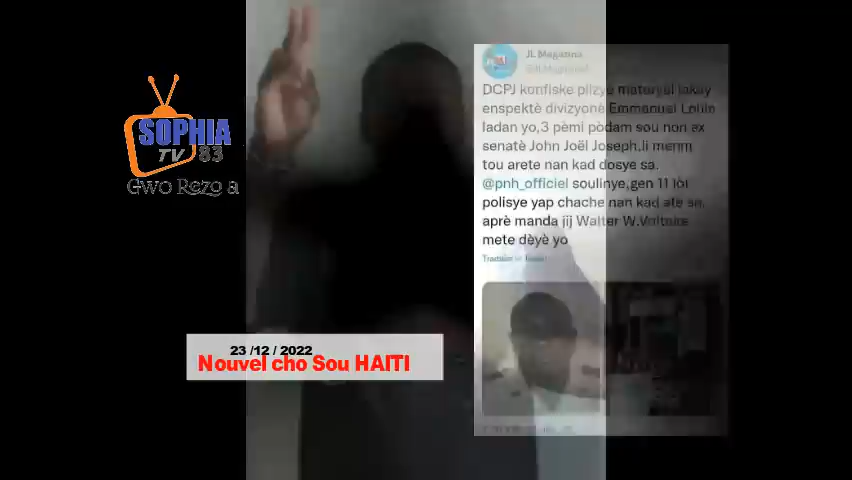 SOPHIA
TV 83
Gwo Rezo a
JL Magazina
DCPJ konfiske plizyè materyèl lakay
enspektè divizyonè Emmanuel Louis
ladan yo,3 pèmi pòdam sou non ex
senatè John Joël Joseph,li menm
tou arete nan kad dosye sa.
@pnh_officiel soulinye,gen 11 lòt
polisye yap chache nan kad afè sa,
aprè manda jij Walter W.Voltaire
mete dèyè yo
23 /12 / 2022
Nouvel cho Sou HAITI